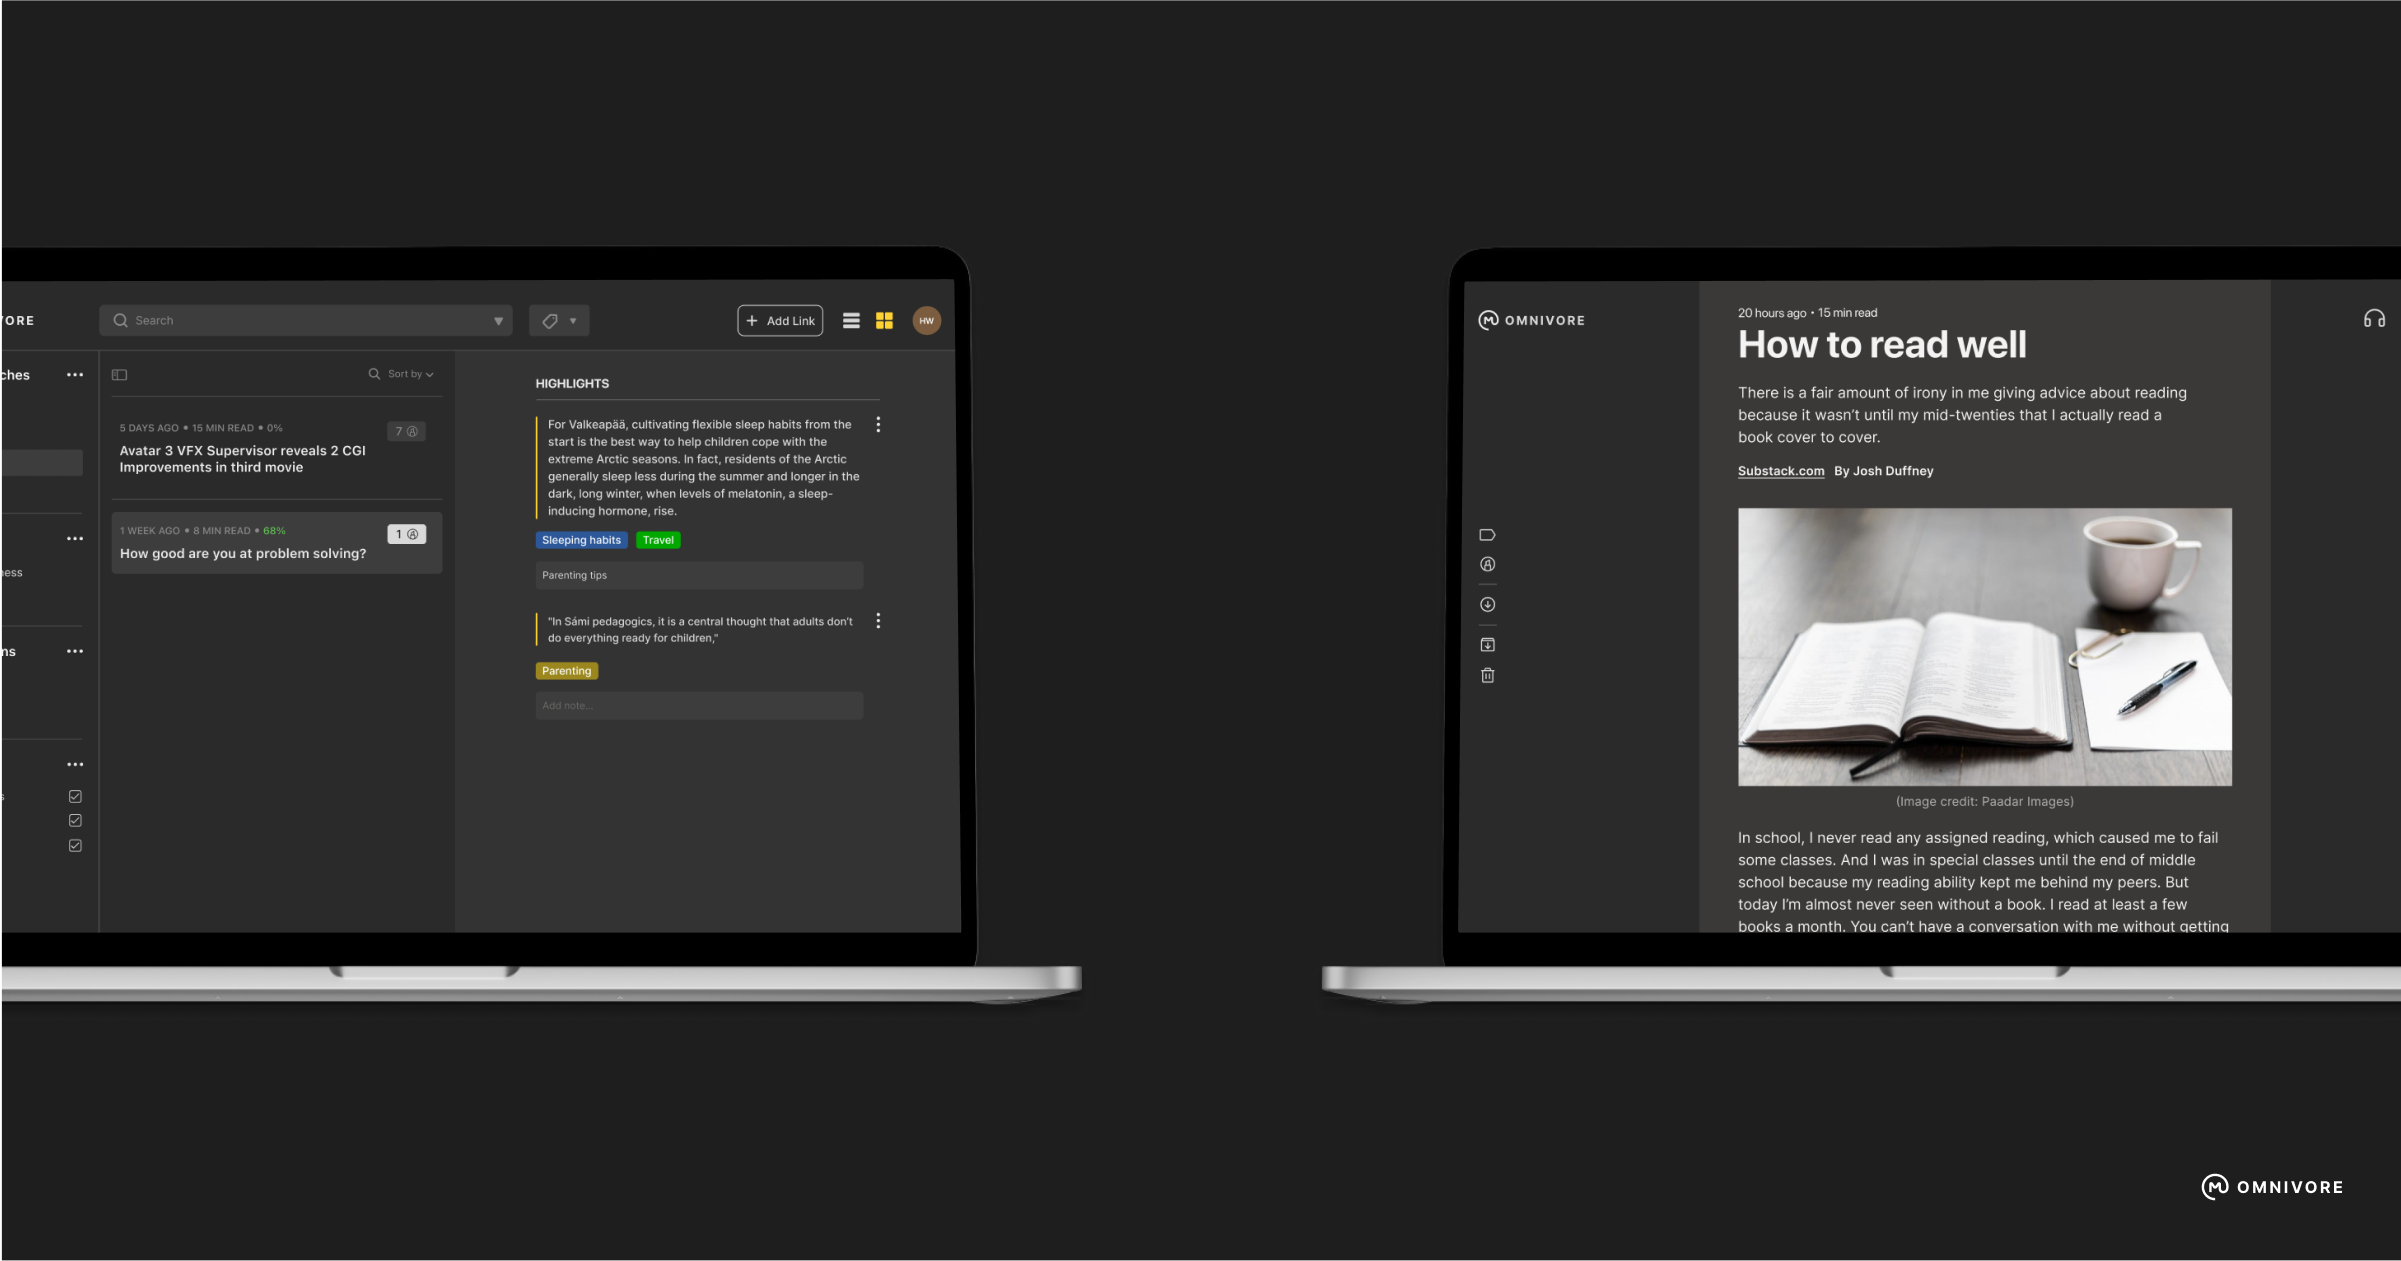 ORE
Search
+ Add Link
HW
ches
Sort by
5 DAYS AGO • 15 MIN READ • 0%
7
Avatar 3 VFX Supervisor reveals 2 CGI
Improvements in third movie
1 WEEK AGO • 8 MIN READ • 68%
1
How good are you at problem solving?
ness
ns
s
HIGHLIGHTS
For Valkeapää, cultivating flexible sleep habits from the
start is the best way to help children cope with the
extreme Arctic seasons. In fact, residents of the Arctic
generally sleep less during the summer and longer in the
dark, long winter, when levels of melatonin, a sleep-
inducing hormone, rise.
Sleeping habits Travel
Parenting tips
"In Sámi pedagogics, it is a central thought that adults don't
do everything ready for children,"
Parenting
Add note...
OMNIVORE
20 hours ago • 15 min read
How to read well
There is a fair amount of irony in me giving advice about reading
because it wasn't until my mid-twenties that I actually read a
book cover to cover.
Substack.com By Josh Duffney
(Image credit: Paadar Images)
In school, I never read any assigned reading, which caused me to fail
some classes. And I was in special classes until the end of middle
school because my reading ability kept me behind my peers. But
today I'm almost never seen without a book. I read at least a few
books a month. You can't have a conversation with me without getting
OMNIVORE